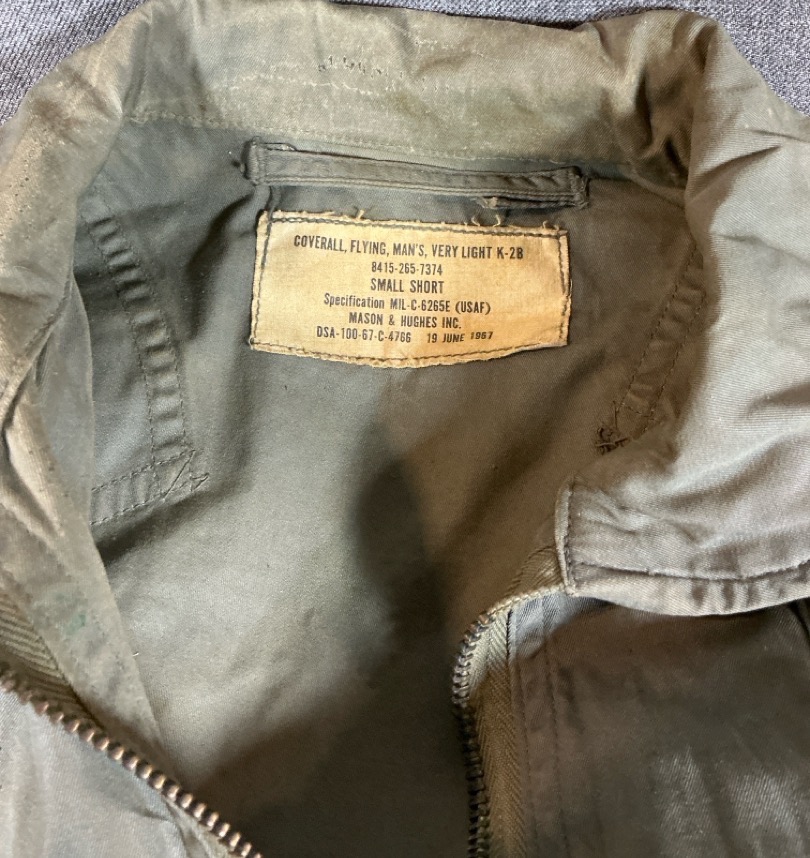 COVERALL, FLYING, MAN'S, VERY LIGHT K-2B
8415-265-7374
SMALL SHORT
Specification MIL-C-6265E (USAF)
MASON & HUGHES INC.
DSA-100-67-C-4766 19 JUNE 1967